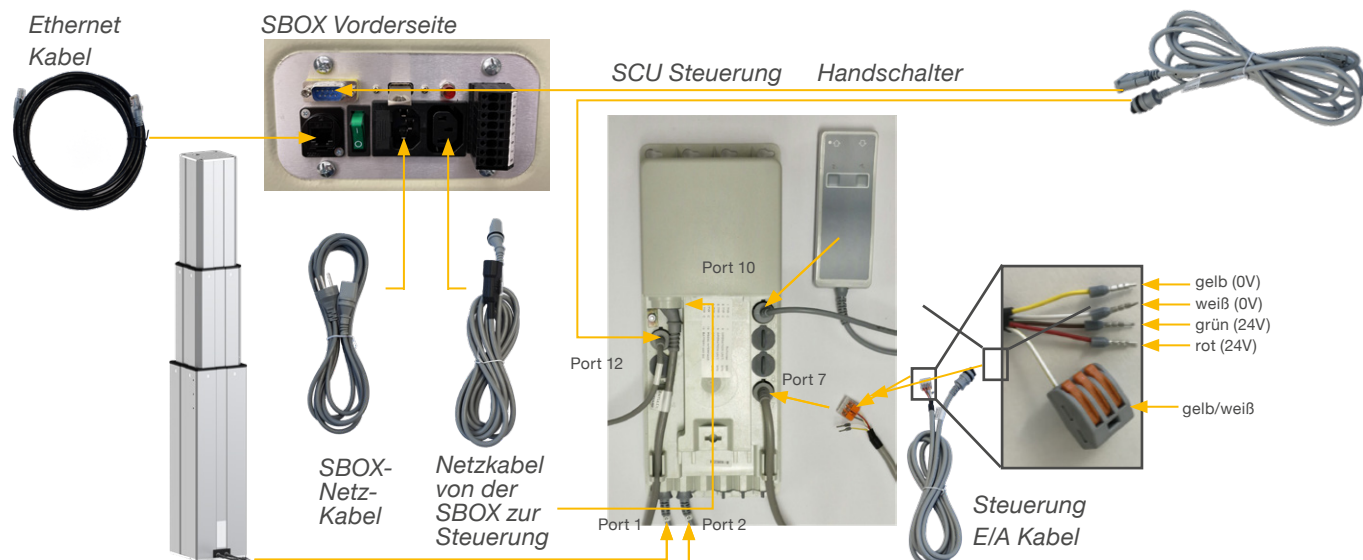 Ethernet
Kabel
SBOX Vorderseite
SCU Steuerung
Handschalter
Port 10
Port 12
Port 7
gelb (0V)
weiß (0V)
grün (24V)
rot (24V)
gelb/weiß
SBOX-
Netz-
Kabel
Netzkabel
von der
SBOX zur
Steuerung
Port 1
Port 2
Steuerung
E/A Kabel